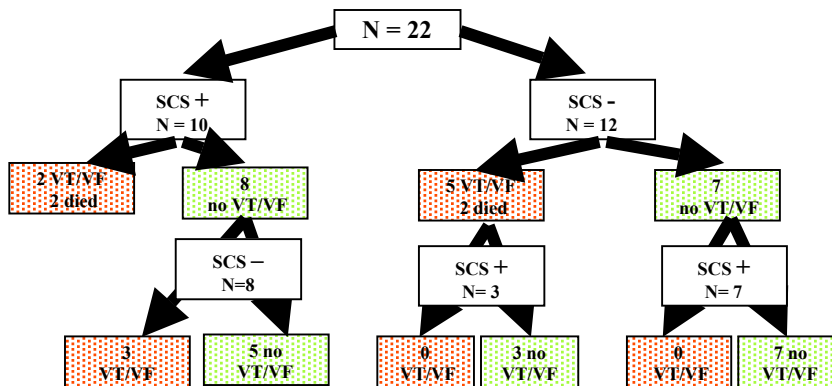 N = 22
SCS +
N = 10
SCS -
N = 12
2 VT/VF
2 died
8
no VT/VF
5 VT/VF
2 died
7
no VT/VF
SCS –
N=8
SCS +
N= 3
SCS +
N= 7
3
VT/VF
5 no
VT/VF
0
VT/VF
3 no
VT/VF
0
VT/VF
7 no
VT/VF